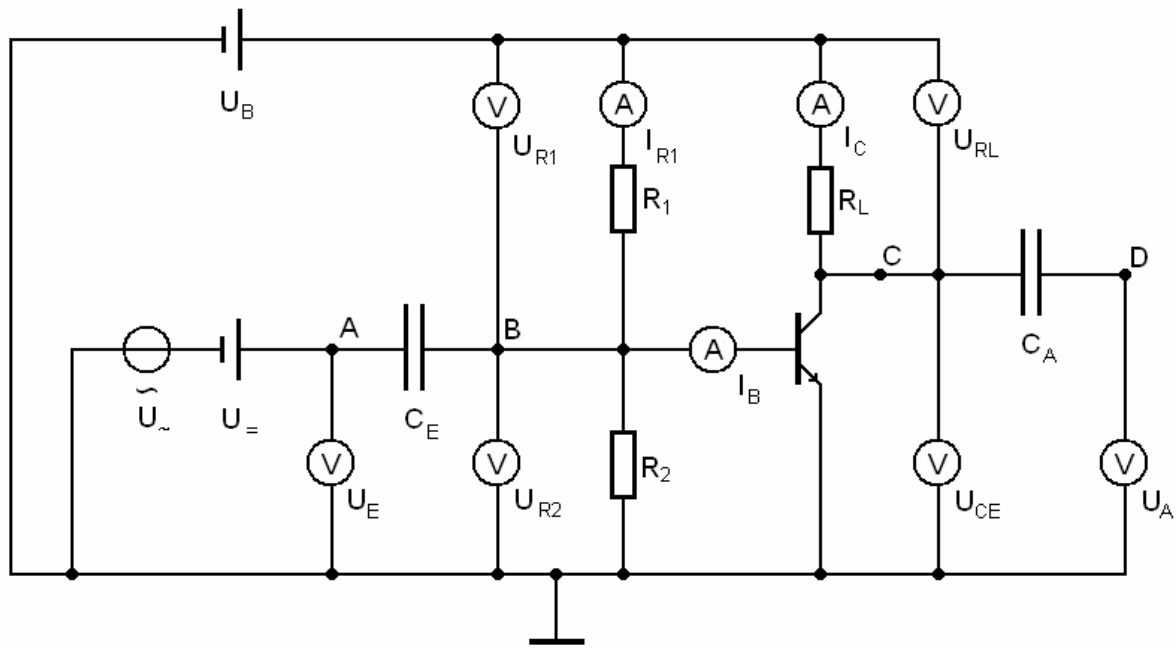 U_B
V
U_R1
A
I_R1
R_1
A
I_C
R_L
V
U_RL
C
D
C_A
A
B
C_E
A
I_B
U_~
U_=
V
U_E
V
U_R2
R_2
V
U_CE
V
U_A